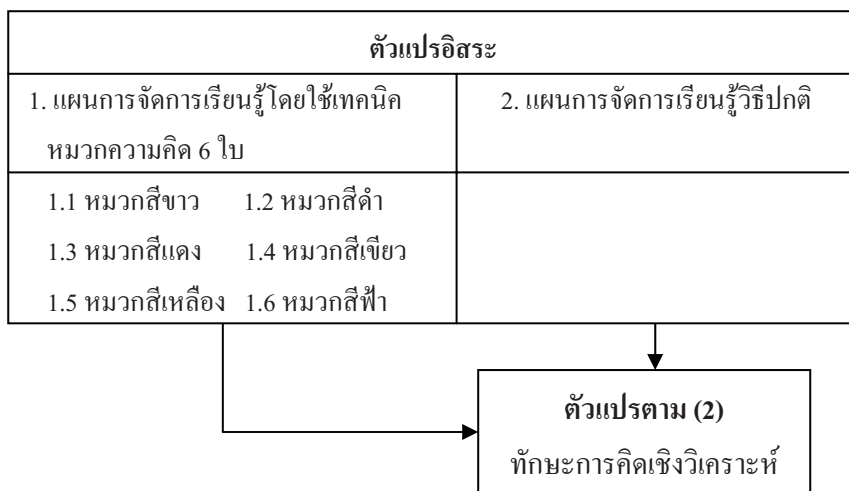 ตัวแปรอิสระ
1. แผนการจัดการเรียนรู้โดยใช้เทคนิค
หมวกความคิด 6 ใบ
2. แผนการจัดการเรียนรู้วิธีปกติ
1.1 หมวกสีขาว 1.2 หมวกสีดำ
1.3 หมวกสีแดง 1.4 หมวกสีเขียว
1.5 หมวกสีเหลือง 1.6 หมวกสีฟ้า
ตัวแปรตาม (2)
ทักษะการคิดเชิงวิเคราะห์